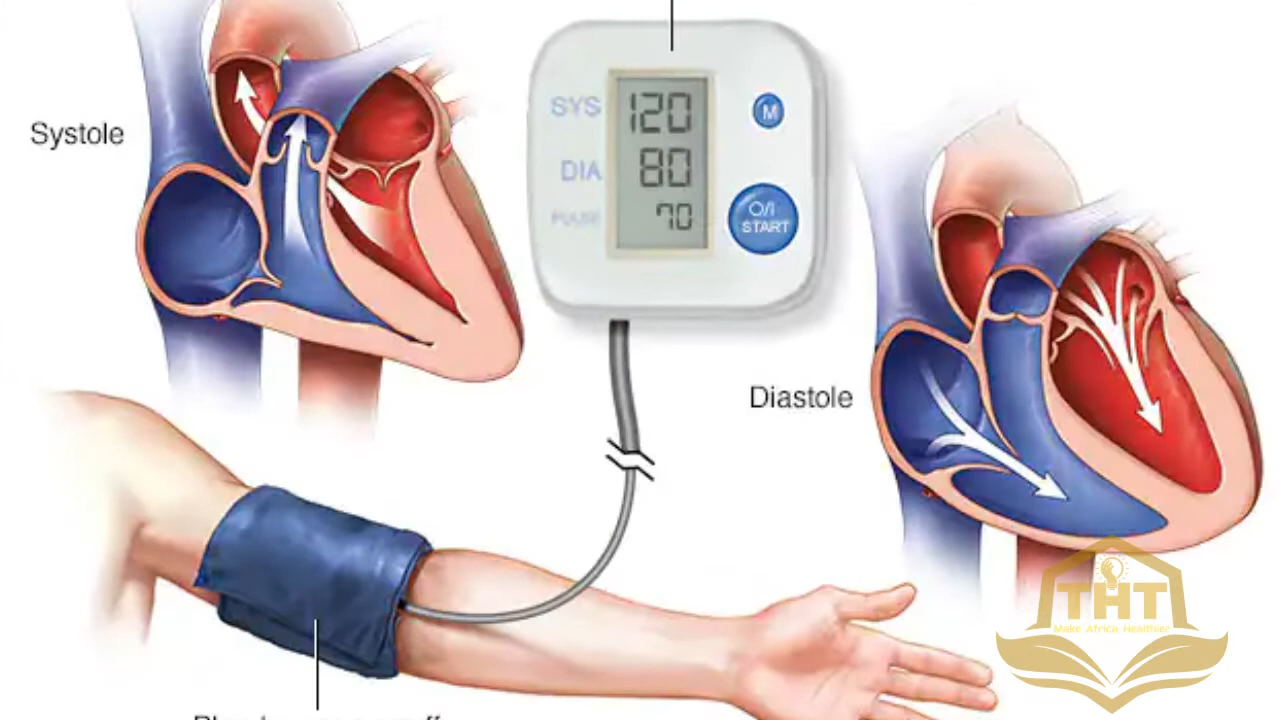 Systole
SYS
120
M
DIA
80
PULSE
70
O/I
START
Diastole
THT
Make Africa Healthier